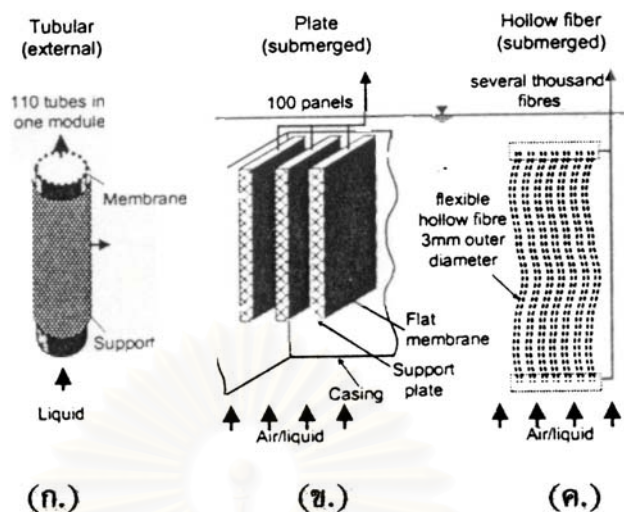 Tubular
(external)
110 tubes in
one module
Membrane
Support
Liquid
(ก.)
Plate
(submerged)
100 panels
Flat
membrane
Support
plate
Casing
Air/liquid
(ข.)
Hollow fiber
(submerged)
several thousand
fibres
flexible
hollow fibre
3mm outer
diameter
Air/liquid
(ค.)